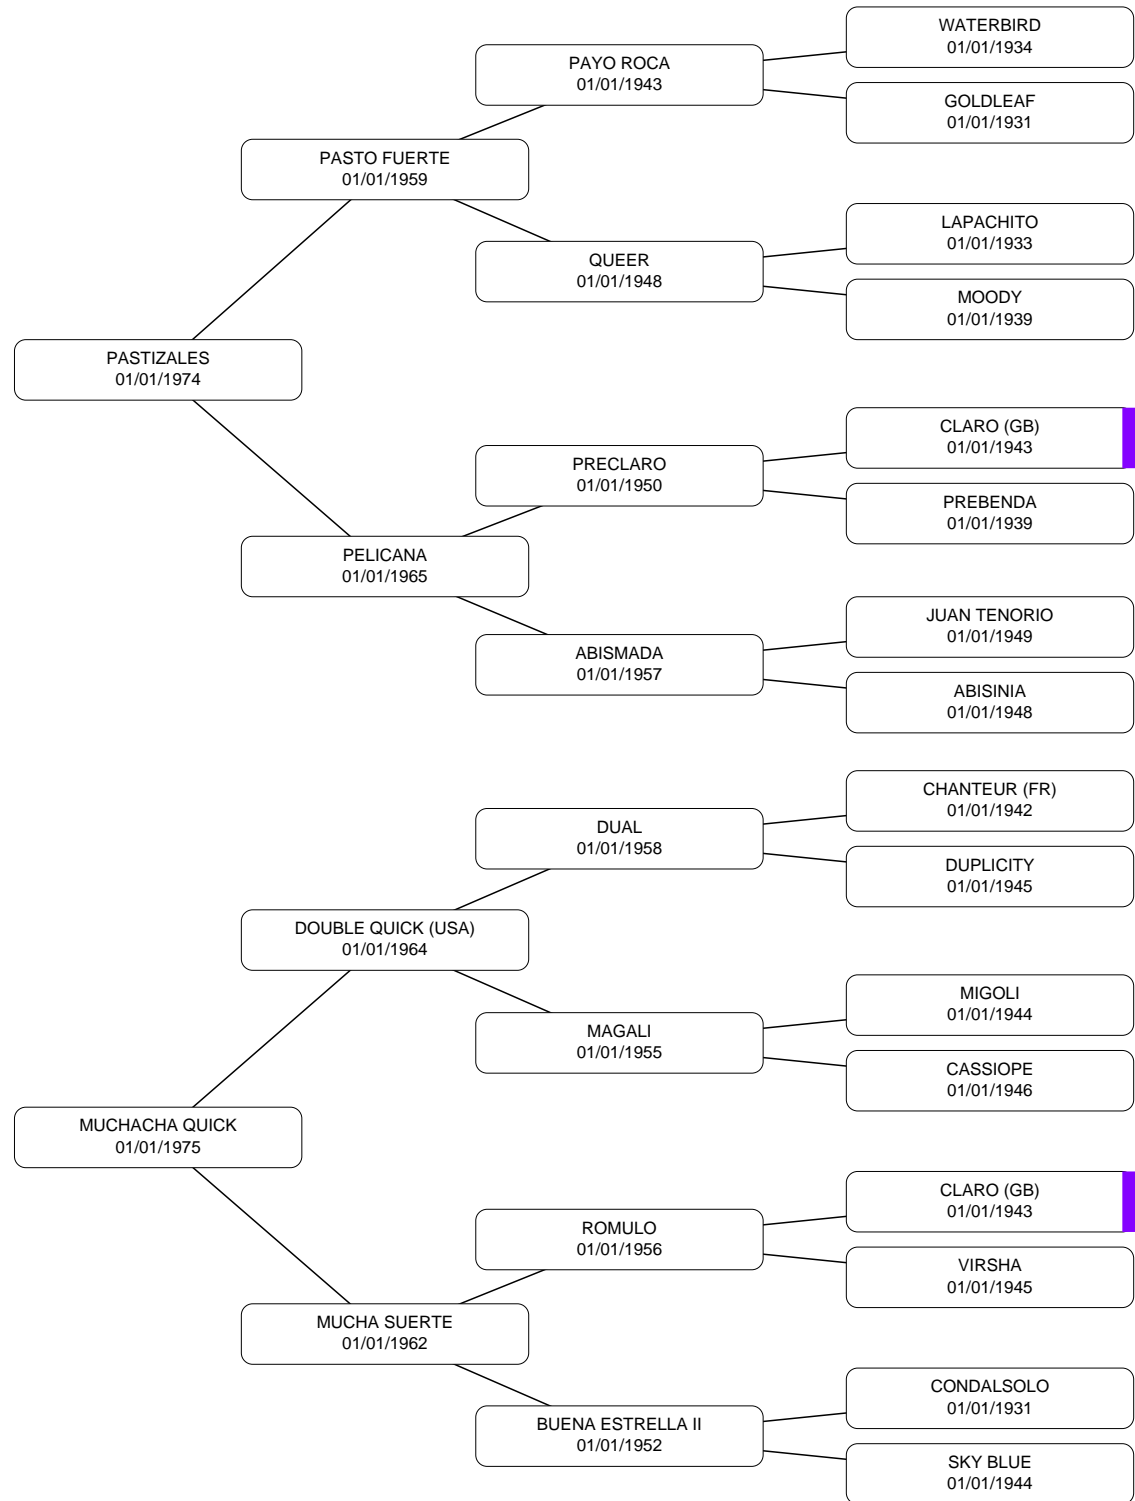 WATERBIRD
01/01/1934
PAYO ROCA
01/01/1943
GOLDLEAF
01/01/1931
PASTO FUERTE
01/01/1959
LAPACHITO
01/01/1933
QUEER
01/01/1948
MOODY
01/01/1939
PASTIZALES
01/01/1974
CLARO (GB)
01/01/1943
PRECLARO
01/01/1950
PREBENDA
01/01/1939
PELICANA
01/01/1965
JUAN TENORIO
01/01/1949
ABISMADA
01/01/1957
ABISINIA
01/01/1948
CHANTEUR (FR)
01/01/1942
DUAL
01/01/1958
DUPLICITY
01/01/1945
DOUBLE QUICK (USA)
01/01/1964
MIGOLI
01/01/1944
MAGALI
01/01/1955
CASSIOPE
01/01/1946
MUCHACHA QUICK
01/01/1975
CLARO (GB)
01/01/1943
ROMULO
01/01/1956
VIRSHA
01/01/1945
MUCHA SUERTE
01/01/1962
CONDALSOLO
01/01/1931
BUENA ESTRELLA II
01/01/1952
SKY BLUE
01/01/1944